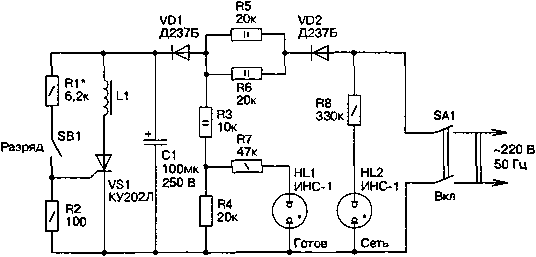 VD1
Д237Б
R5
20к
VD2
Д237Б
R1*
6,2к
L1
R6
20к
SB1
Разряд
R3
10к
R7
47к
R8
330к
SA1
~220 В
50 Гц
+
C1
100мк
250 В
VS1
КУ202Л
HL1
ИНС-1
HL2
ИНС-1
R2
100
R4
20к
Вкл
Готов
Сеть